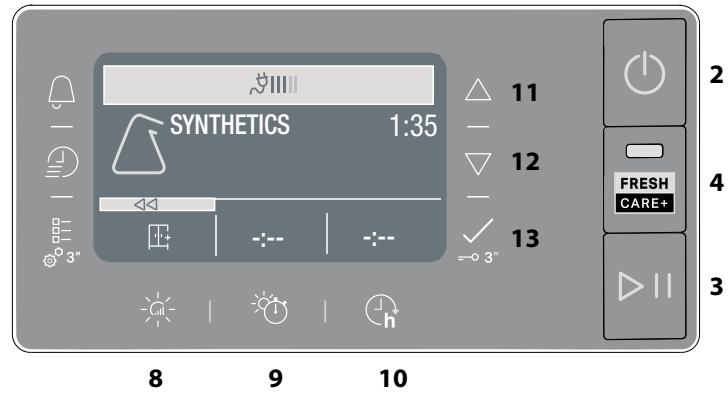 SYNTHETICS 1:35
-:-- -:--
3"
3"
h
FRESH
CARE+
11
12
13
2
4
3
8 9 10